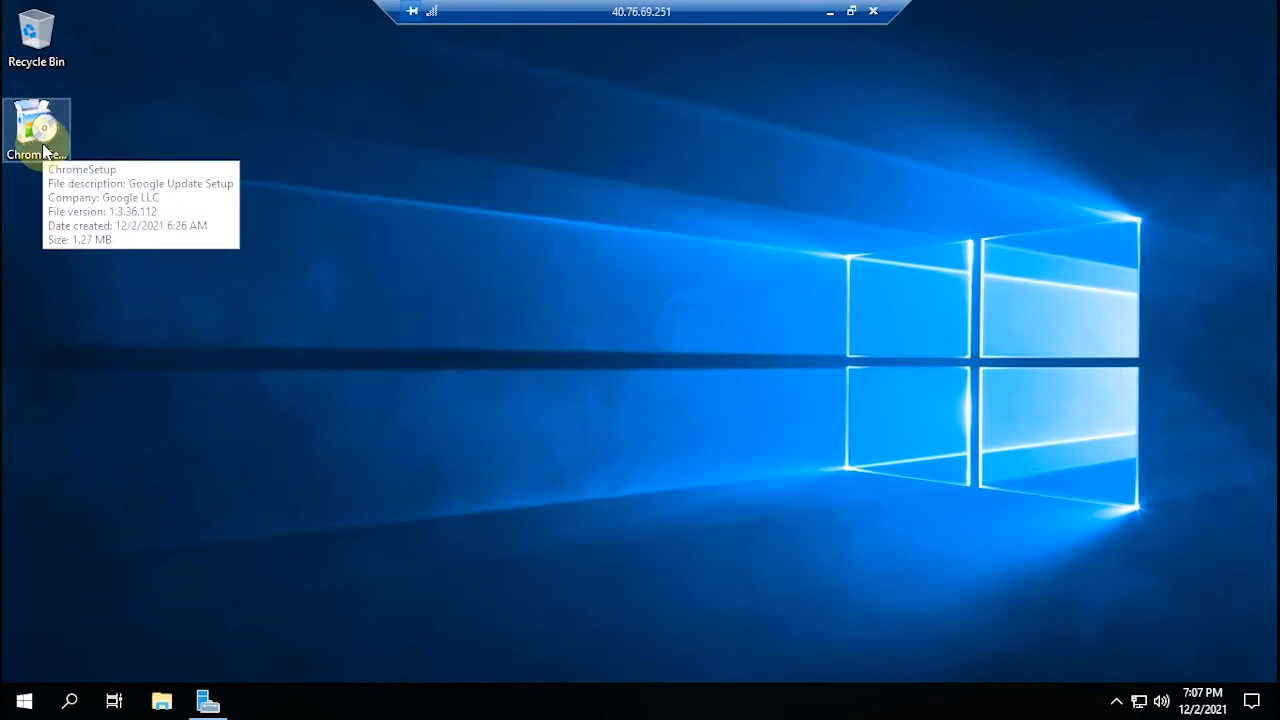 40.76.69.251
Recycle Bin
ChromeSe...
ChromeSetup
File description: Google Update Setup
Company: Google LLC
File version: 1.3.36.112
Date created: 12/2/2021 6:26 AM
Size: 1.27 MB
7:07 PM
12/2/2021